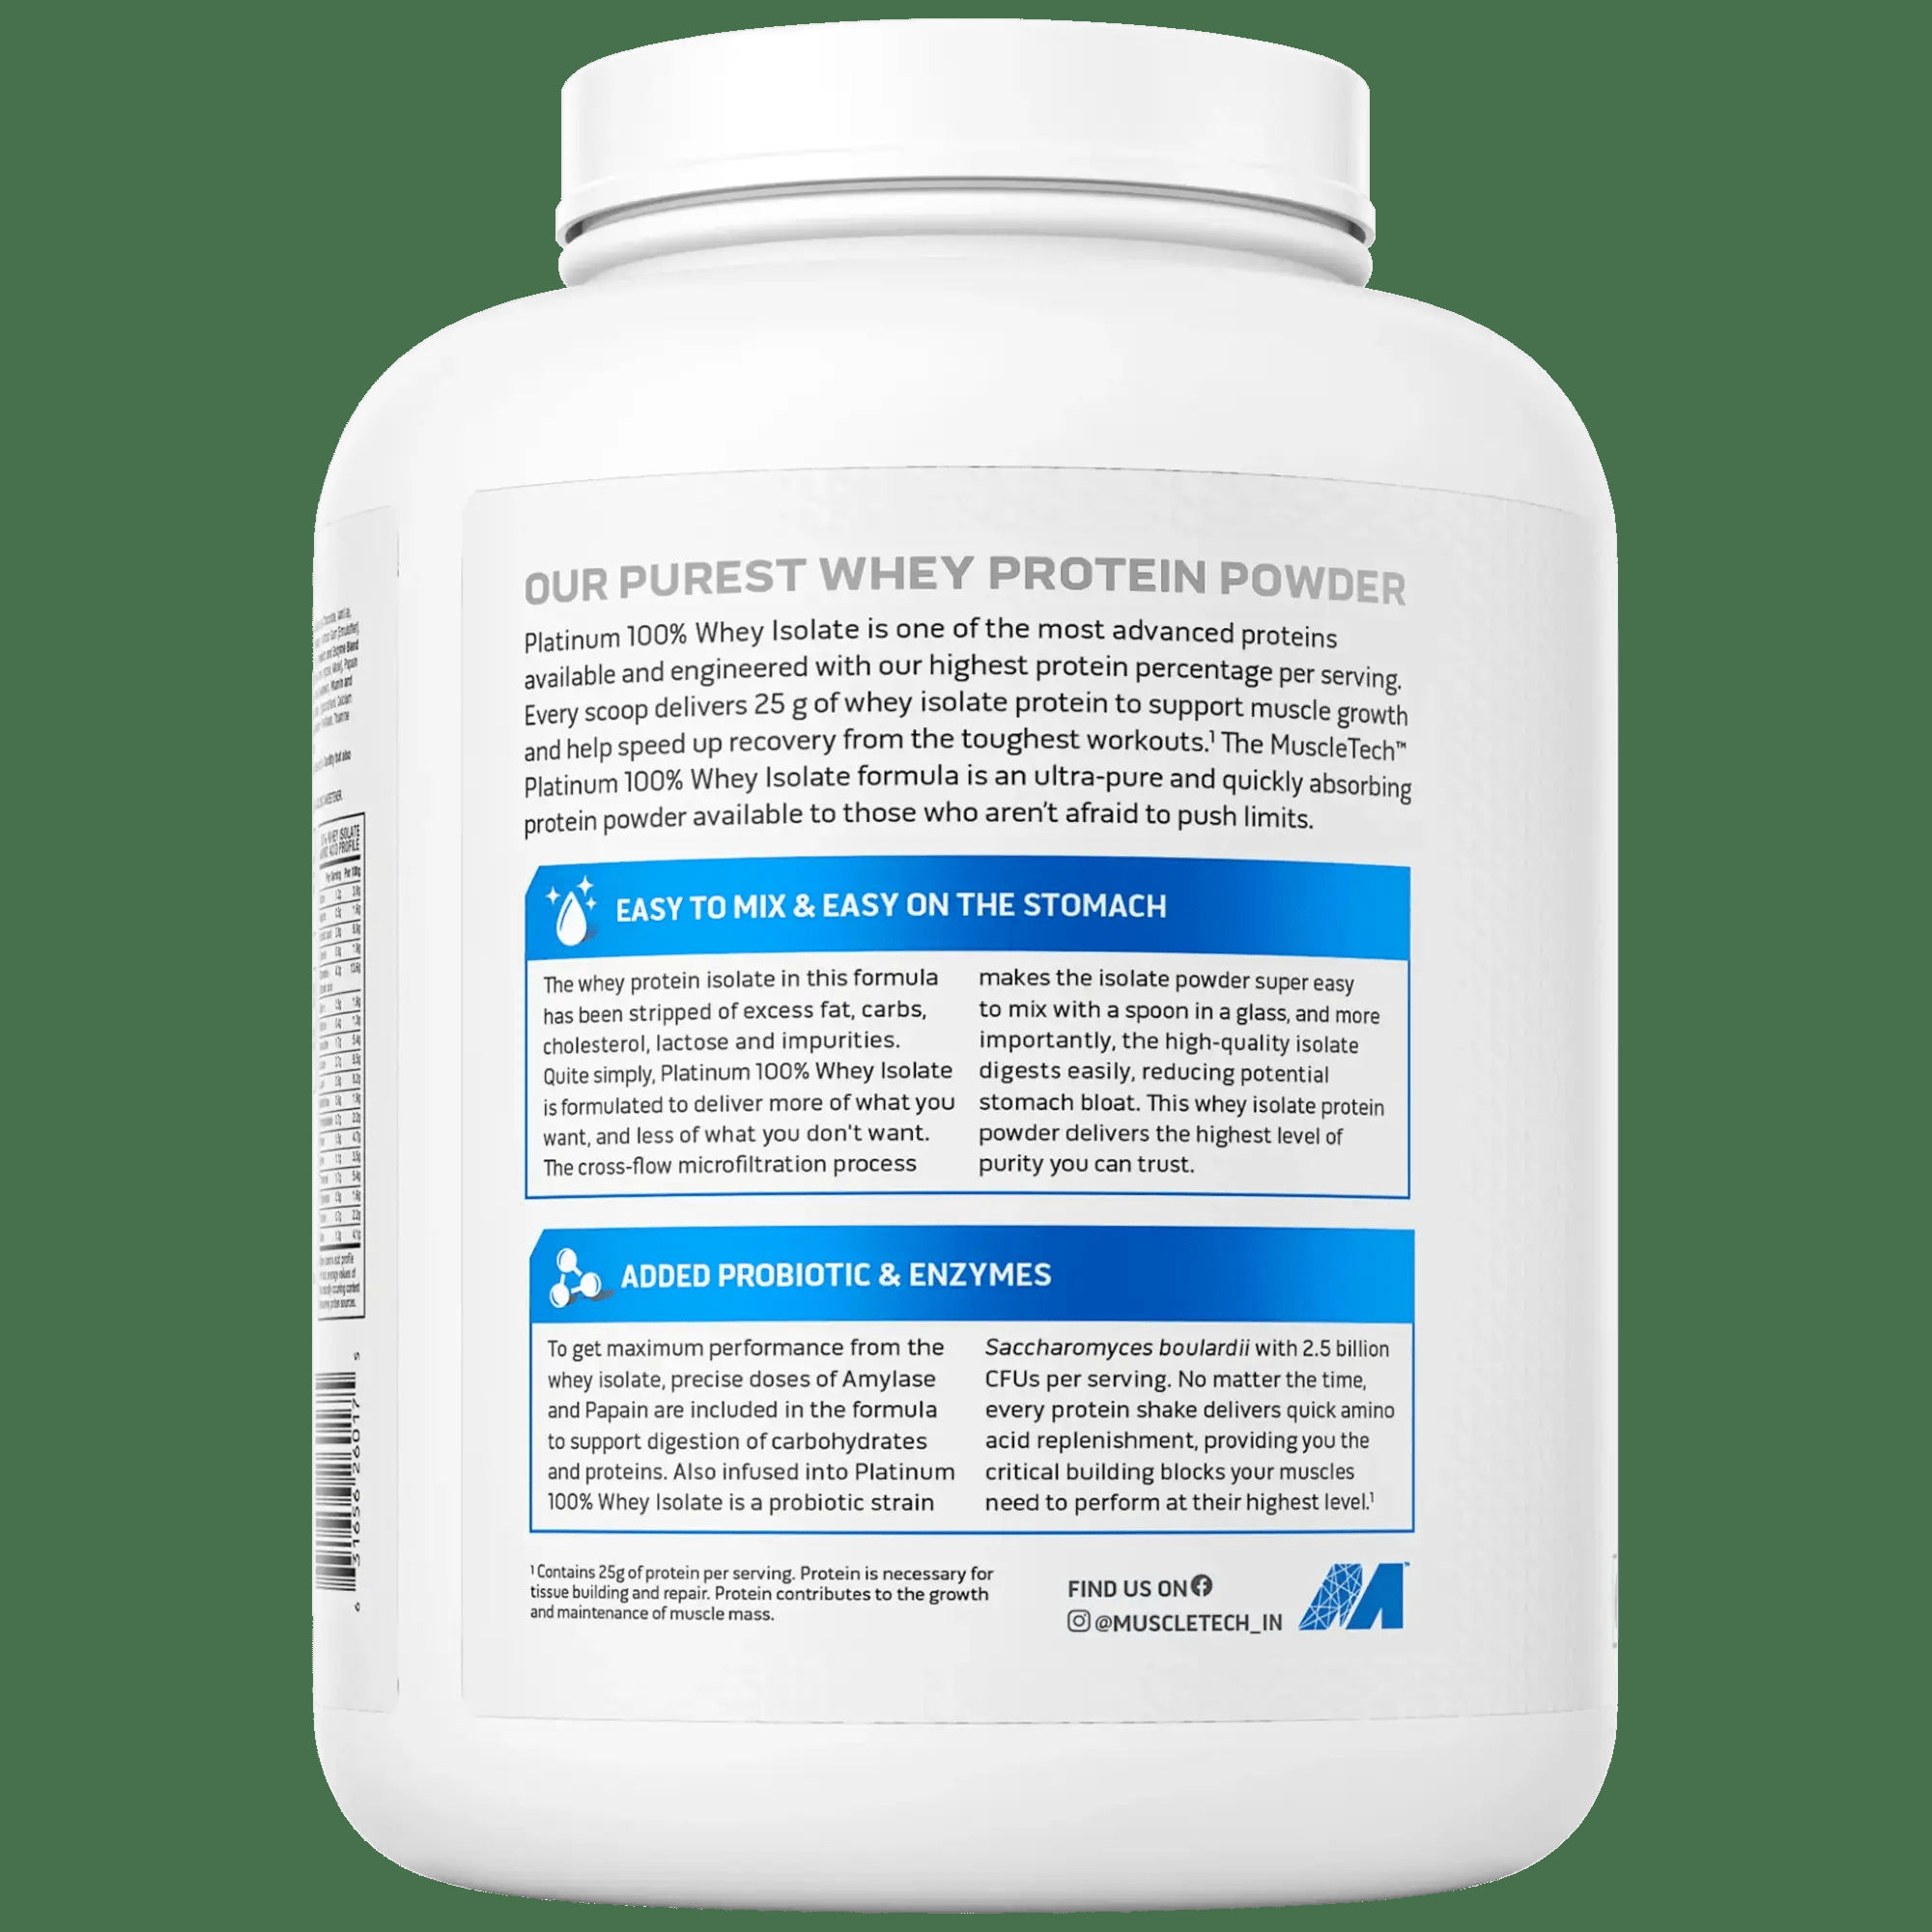 OUR PUREST WHEY PROTEIN POWDER
Platinum 100% Whey Isolate is one of the most advanced proteins
available and engineered with our highest protein percentage per serving.
Every scoop delivers 25 g of whey isolate protein to support muscle growth
and help speed up recovery from the toughest workouts.¹ The MuscleTech™
Platinum 100% Whey Isolate formula is an ultra-pure and quickly absorbing
protein powder available to those who aren't afraid to push limits.
EASY TO MIX & EASY ON THE STOMACH
The whey protein isolate in this formula
has been stripped of excess fat, carbs,
cholesterol, lactose and impurities.
Quite simply, Platinum 100% Whey Isolate
is formulated to deliver more of what you
want, and less of what you don't want.
The cross-flow microfiltration process
makes the isolate powder super easy
to mix with a spoon in a glass, and more
importantly, the high-quality isolate
digests easily, reducing potential
stomach bloat. This whey isolate protein
powder delivers the highest level of
purity you can trust.
ADDED PROBIOTIC & ENZYMES
To get maximum performance from the
whey isolate, precise doses of Amylase
and Papain are included in the formula
to support digestion of carbohydrates
and proteins. Also infused into Platinum
100% Whey Isolate is a probiotic strain
Saccharomyces boulardii with 2.5 billion
CFUs per serving. No matter the time,
every protein shake delivers quick amino
acid replenishment, providing you the
critical building blocks your muscles
need to perform at their highest level.¹
¹ Contains 25g of protein per serving. Protein is necessary for
tissue building and repair. Protein contributes to the growth
and maintenance of muscle mass.
FIND US ON
@MUSCLETECH_IN
WHEY ISOLATE
PROFILE
Per Serving Per 100g
6 31656 26017 5